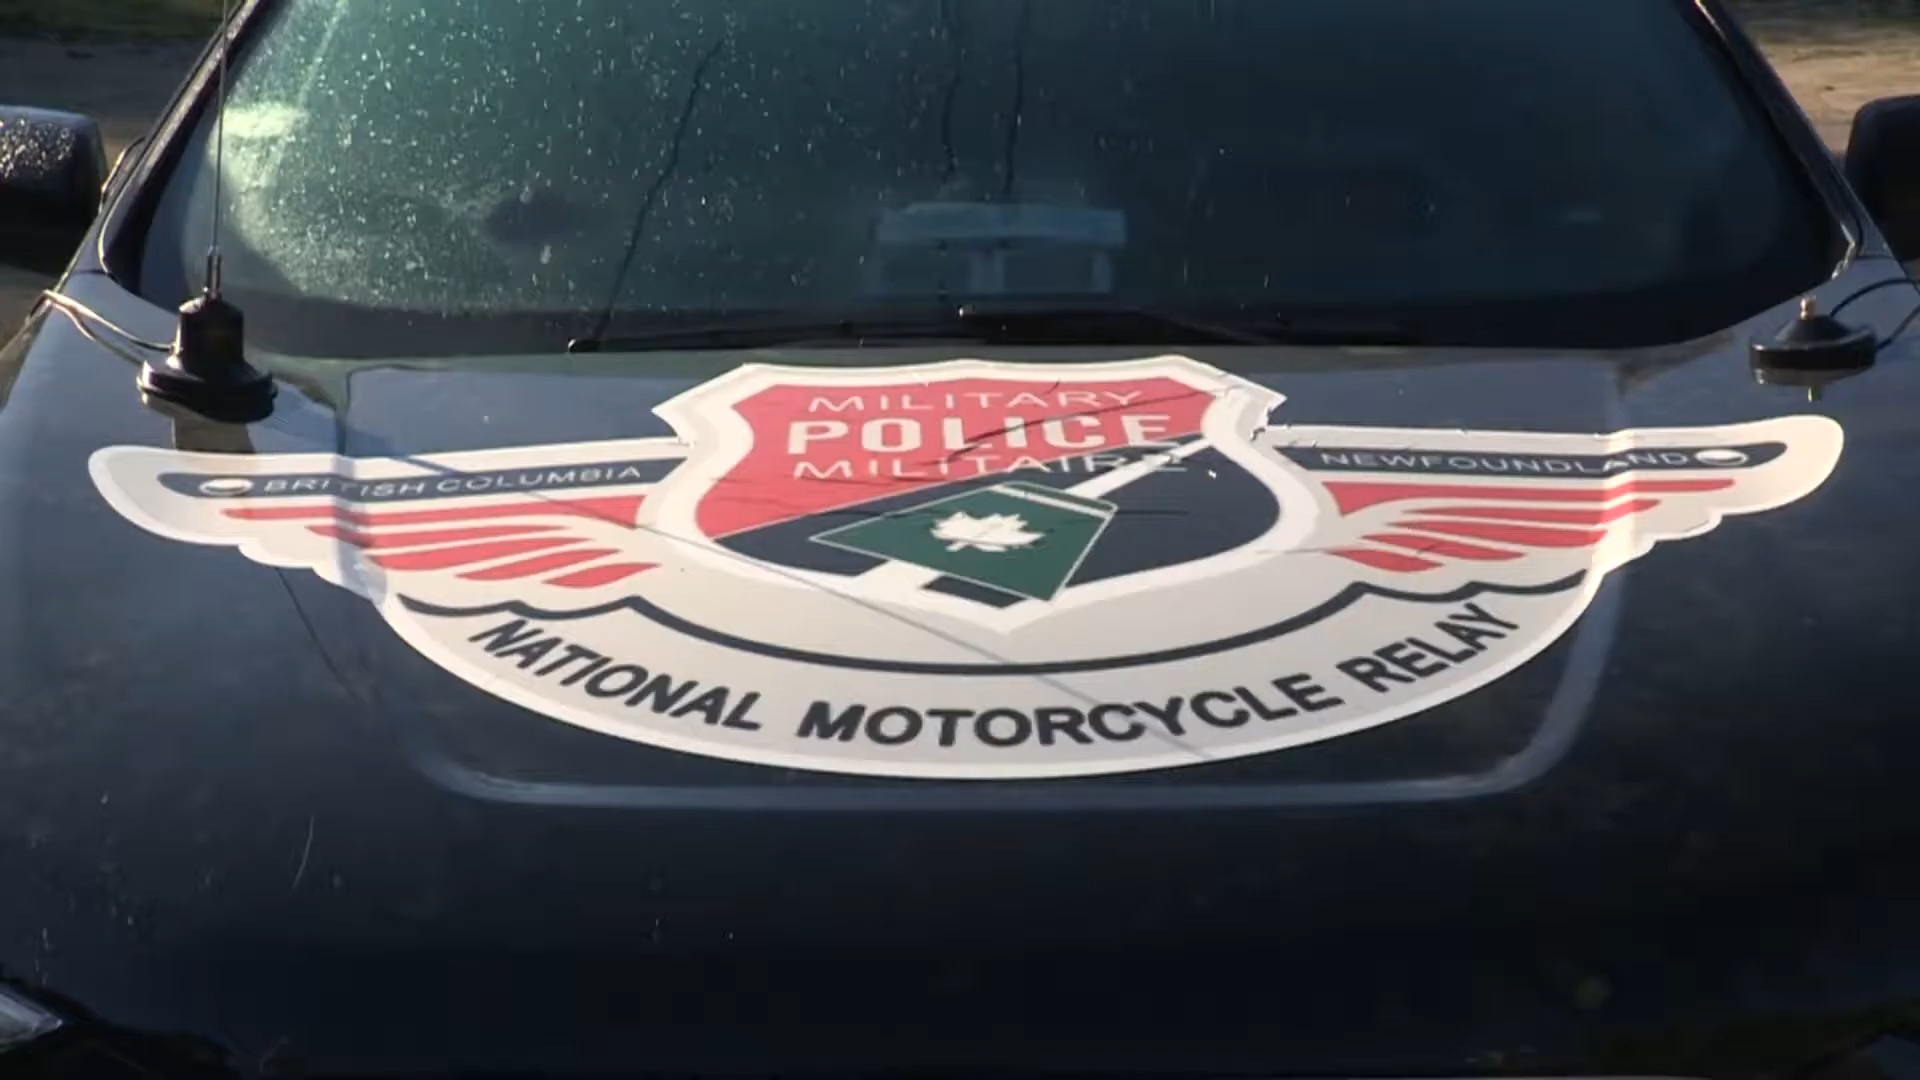 MILITARY
POLICE
MILITAIRE
BRITISH COLUMBIA
NEWFOUNDLAND
NATIONAL MOTORCYCLE RELAY